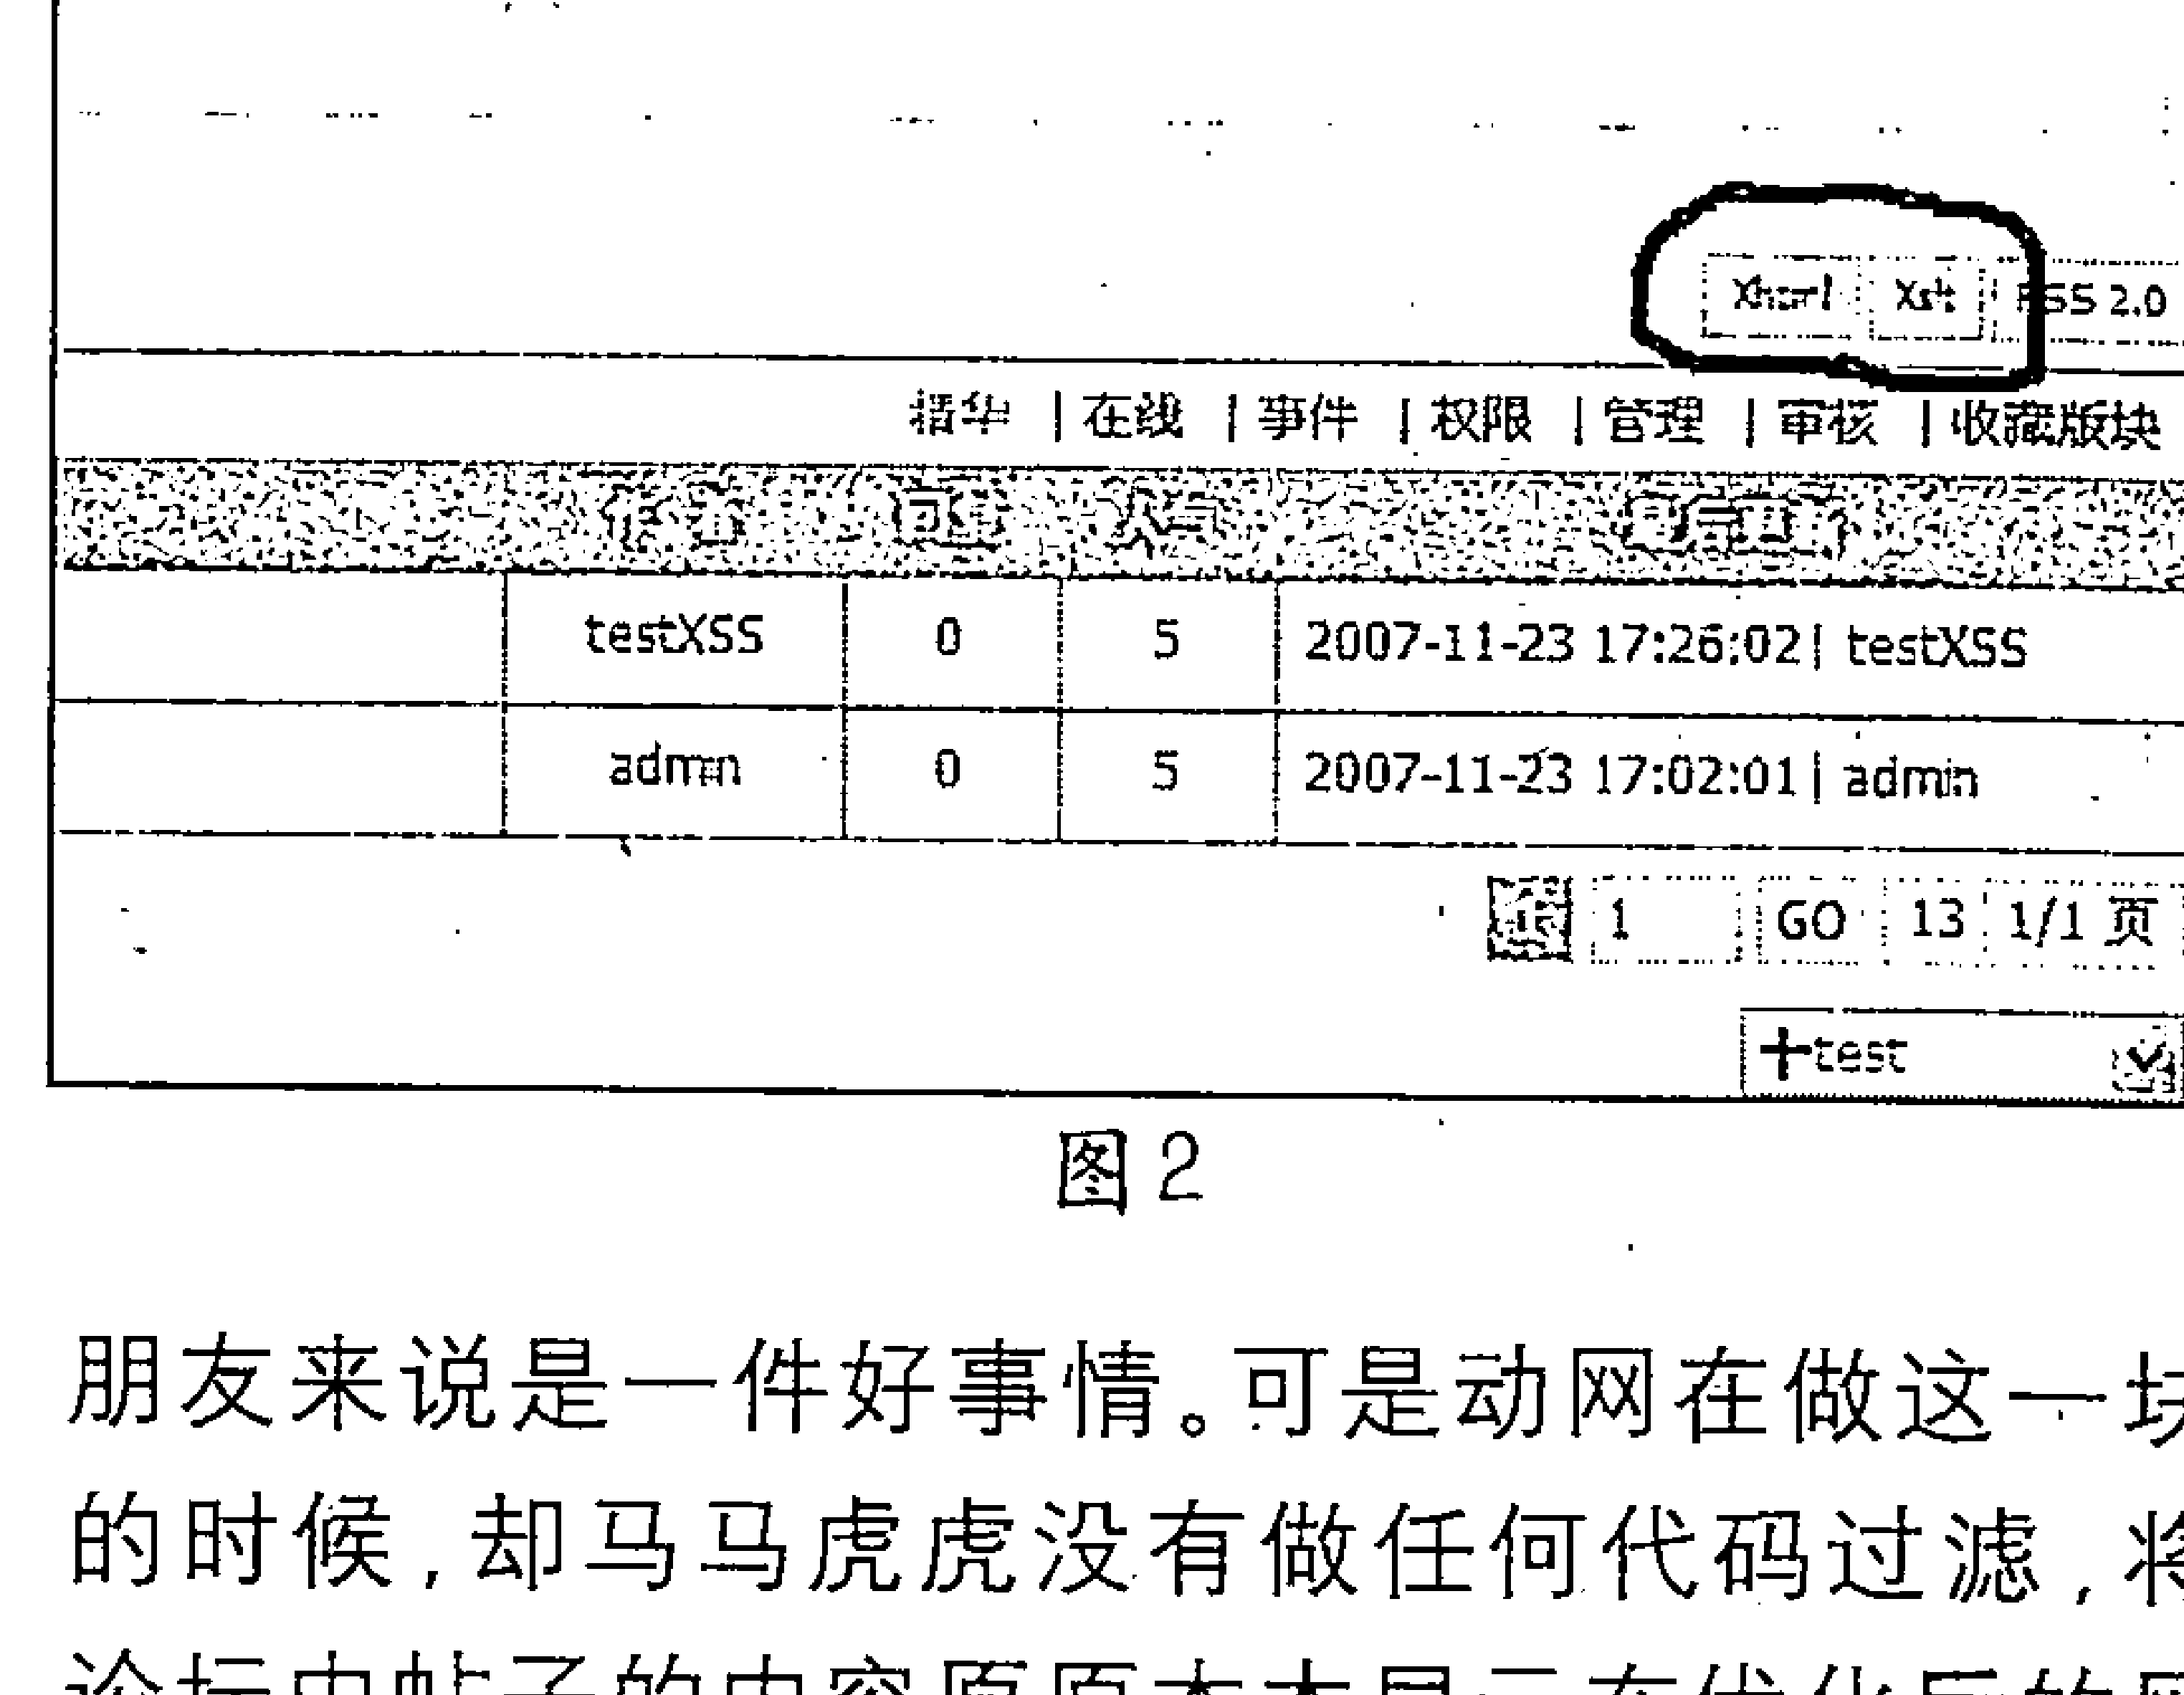 Xhtml Xslt RSS 2.0
精华 | 在线 | 事件 | 权限 | 管理 | 审核 | 收藏版块
testXSS 0 5 2007-11-23 17:26:02| testXSS
admin 0 5 2007-11-23 17:02:01| admin
1 GO 13 1/1 页
+test
图 2
朋友来说是一件好事情。可是动网在做这一块
的时候,却马马虎虎没有做任何代码过滤,将